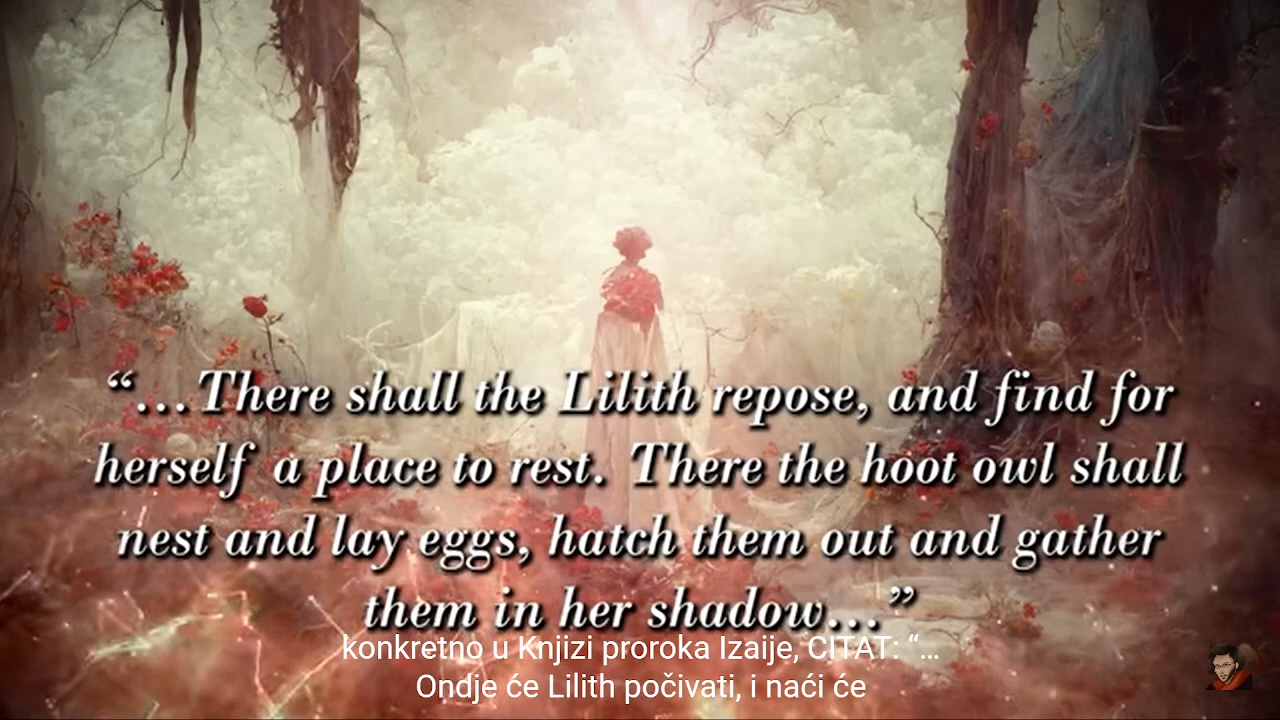 “...There shall the Lilith repose, and find for
herself a place to rest. There the hoot owl shall
nest and lay eggs, hatch them out and gather
them in her shadow...”
konkretno u Knjizi proroka Izaije, CITAT: “...
Ondje će Lilith počivati, i naći će